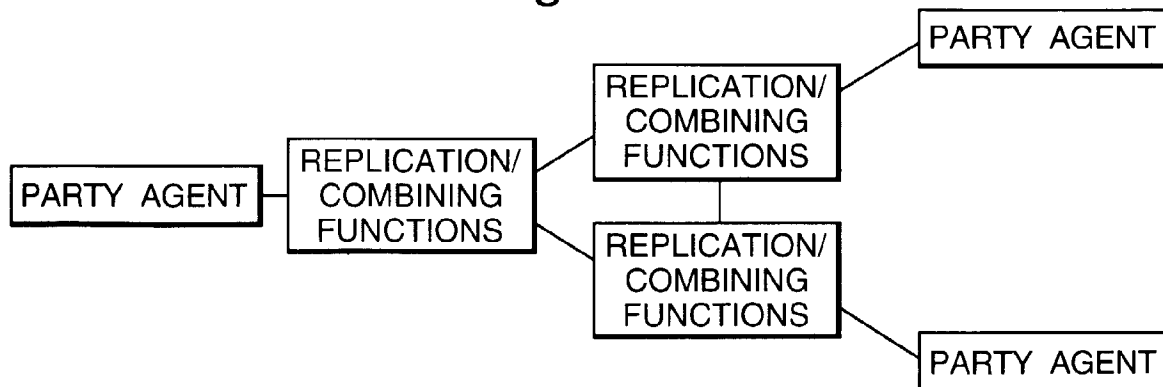 PARTY AGENT
REPLICATION/
COMBINING
FUNCTIONS
REPLICATION/
COMBINING
FUNCTIONS
REPLICATION/
COMBINING
FUNCTIONS
PARTY AGENT
PARTY AGENT